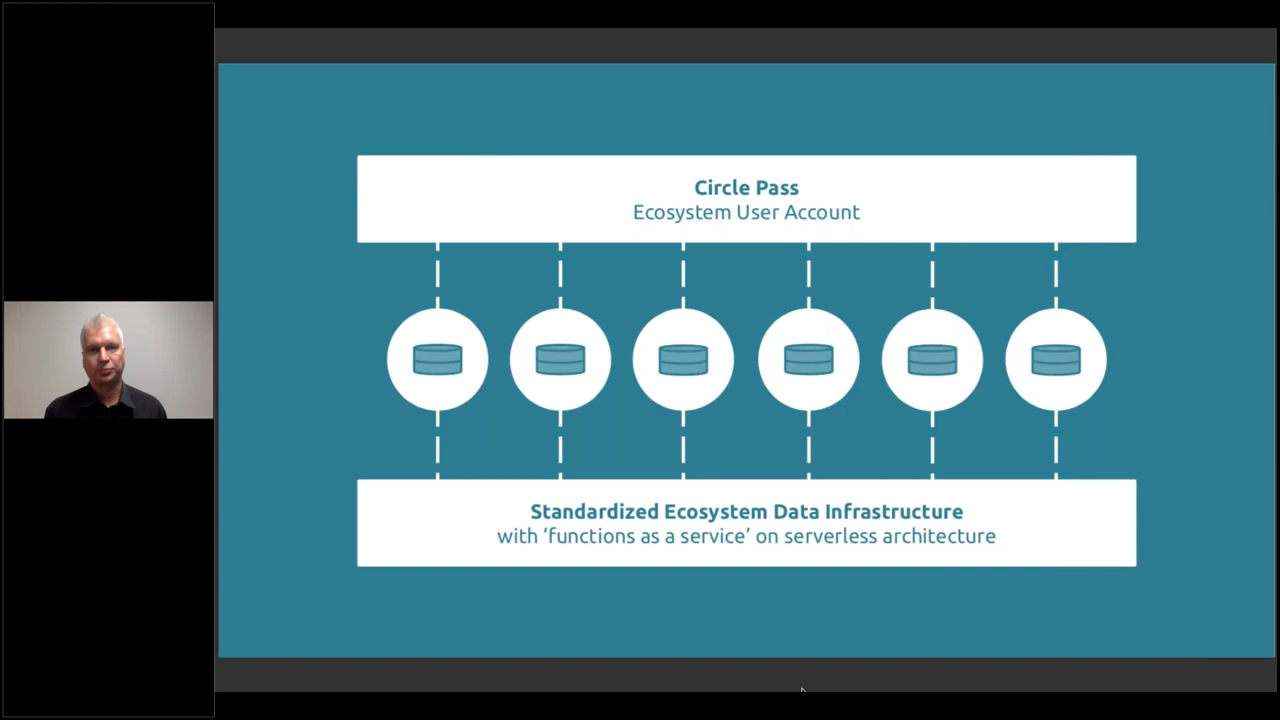 Circle Pass
Ecosystem User Account
Standardized Ecosystem Data Infrastructure
with ‘functions as a service’ on serverless architecture